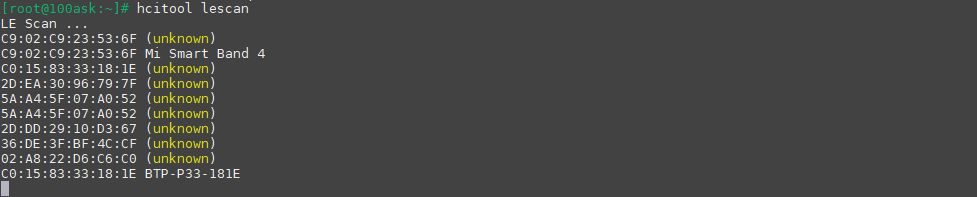 [root@100ask:~]# hcitool lescan
LE Scan ...
C9:02:C9:23:53:6F (unknown)
C9:02:C9:23:53:6F Mi Smart Band 4
C0:15:83:33:18:1E (unknown)
2D:EA:30:96:79:7F (unknown)
5A:A4:5F:07:A0:52 (unknown)
5A:A4:5F:07:A0:52 (unknown)
2D:DD:29:10:D3:67 (unknown)
36:DE:3F:BF:4C:CF (unknown)
02:A8:22:D6:C6:C0 (unknown)
C0:15:83:33:18:1E BTP-P33-181E